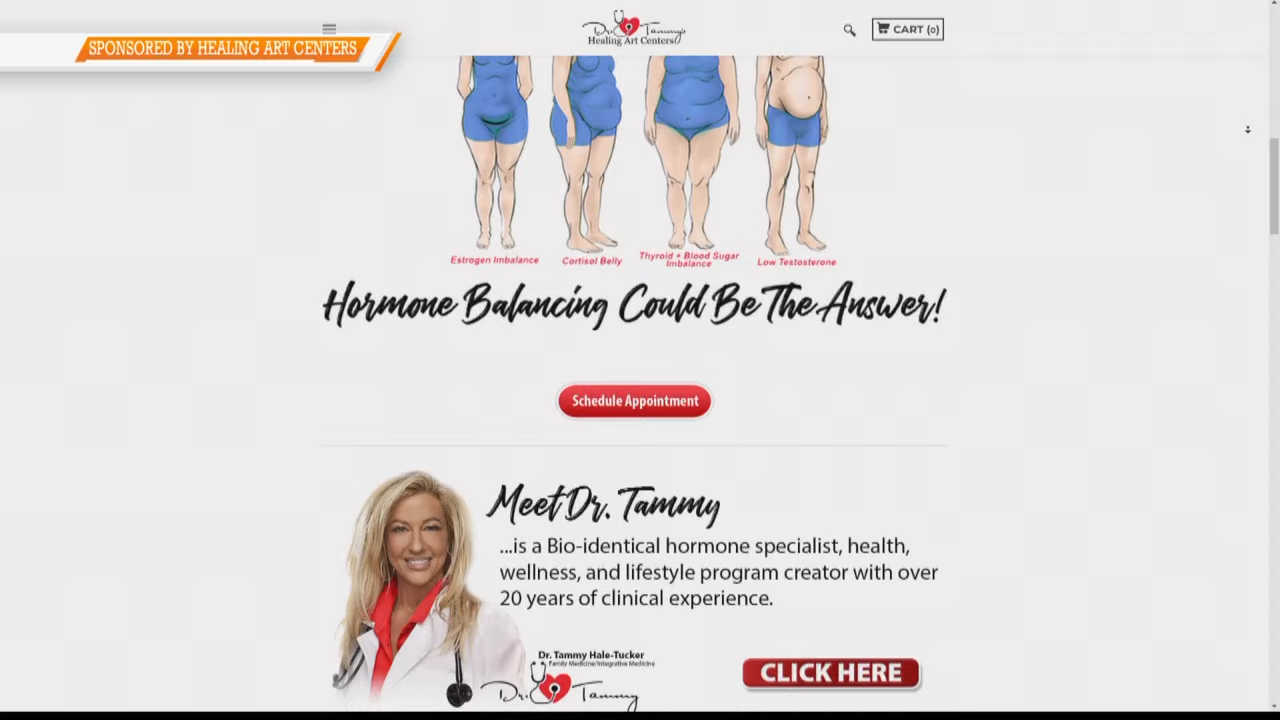 SPONSORED BY HEALING ART CENTERS
Dr. Tammy's
Healing Art Centers
CART (0)
Estrogen Imbalance
Cortisol Belly
Thyroid + Blood Sugar
Imbalance
Low Testosterone
Hormone Balancing Could Be The Answer!
Schedule Appointment
Meet Dr. Tammy
...is a Bio-identical hormone specialist, health,
wellness, and lifestyle program creator with over
20 years of clinical experience.
Dr. Tammy Hale-Tucker
Family Medicine/Integrative Medicine
Dr. Tammy
CLICK HERE